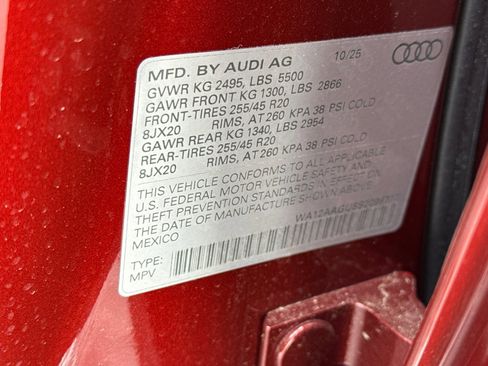 MFD. BY AUDI AG 10/25
GVWR KG 2495, LBS 5500
GAWR FRONT KG 1300, LBS 2866
FRONT-TIRES 255/45 R20
8JX20 RIMS, AT 260 KPA 38 PSI COLD
GAWR REAR KG 1340, LBS 2954
REAR-TIRES 255/45 R20
8JX20 RIMS, AT 260 KPA 38 PSI COLD
THIS VEHICLE CONFORMS TO ALL APPLICABLE
U.S. FEDERAL MOTOR VEHICLE SAFETY AND
THEFT PREVENTION STANDARDS IN EFFECT ON
DATE OF MANUFACTURE SHOWN ABOVE.
MEXICO
TYPE:
MPV